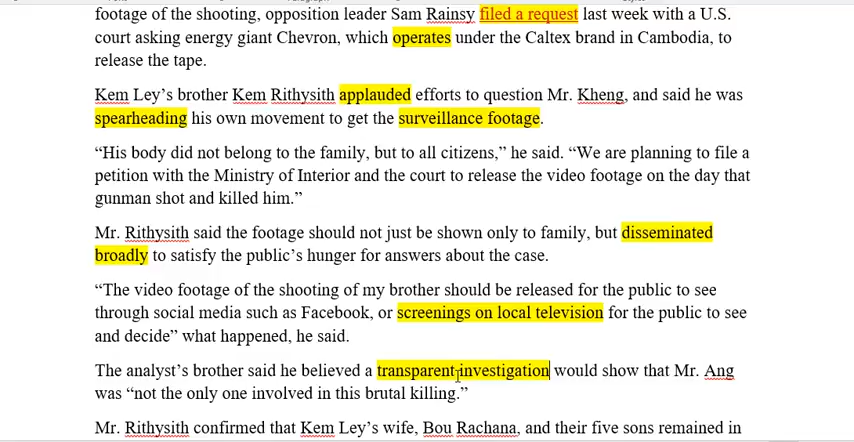 footage of the shooting, opposition leader Sam Rainsy filed a request last week with a U.S.
court asking energy giant Chevron, which operates under the Caltex brand in Cambodia, to
release the tape.
Kem Ley’s brother Kem Rithysith applauded efforts to question Mr. Kheng, and said he was
spearheading his own movement to get the surveillance footage.
“His body did not belong to the family, but to all citizens,” he said. “We are planning to file a
petition with the Ministry of Interior and the court to release the video footage on the day that
gunman shot and killed him.”
Mr. Rithysith said the footage should not just be shown only to family, but disseminated
broadly to satisfy the public’s hunger for answers about the case.
“The video footage of the shooting of my brother should be released for the public to see
through social media such as Facebook, or screenings on local television for the public to see
and decide” what happened, he said.
The analyst’s brother said he believed a transparent investigation would show that Mr. Ang
was “not the only one involved in this brutal killing.”
Mr. Rithysith confirmed that Kem Ley’s wife, Bou Rachana, and their five sons remained in